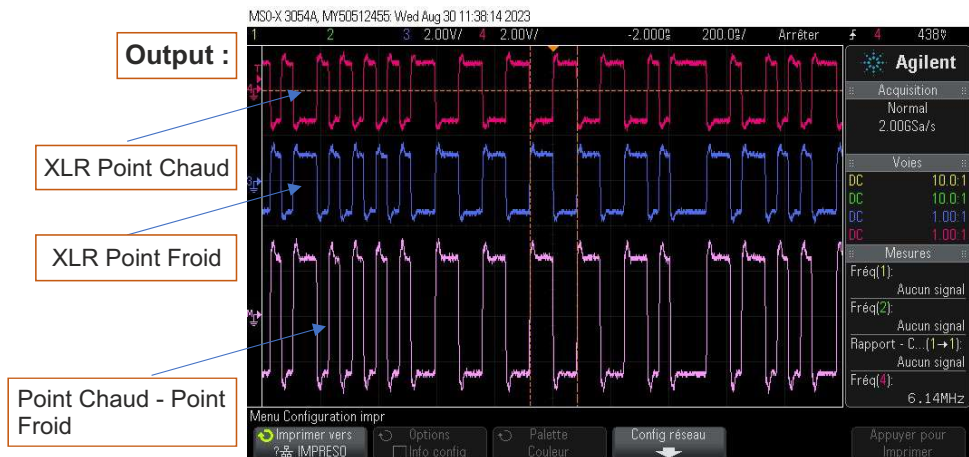 MSO-X 3054A, MY50512455: Wed Aug 30 11:38:14 2023
1 2 3 2.00V/ 4 2.00V/ -2.000s 200.0s/ Arrêter 4 438V
Output :
XLR Point Chaud
XLR Point Froid
Point Chaud - Point
Froid
Agilent
Acquisition
Normal
2.00GSa/s
Voies
DC 10.0:1
DC 10.0:1
DC 1.00:1
DC 1.00:1
Mesures
Fréq(1):
Aucun signal
Fréq(2):
Aucun signal
Rapport - C...(1→1):
Aucun signal
Fréq(4):
6.14MHz
Menu Configuration impr
Imprimer vers
IMPRES0
Options
Info config
Palette
Couleur
Config réseau
Appuyer pour
Imprimer